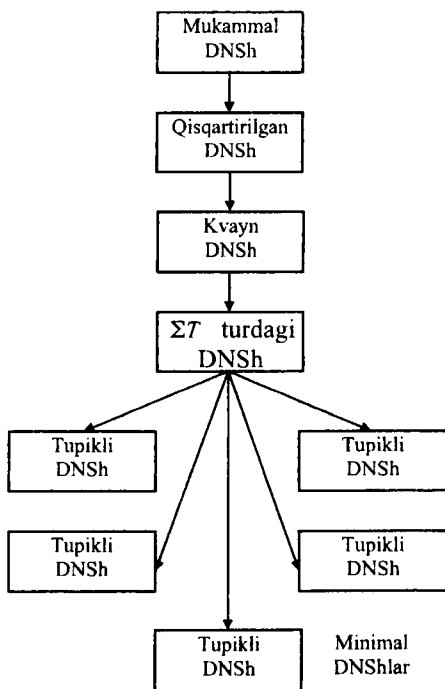 Mukammal
DNSh
Qisqartirilgan
DNSh
Kvayn
DNSh
ΣT turdagi
DNSh
Tupikli
DNSh
Tupikli
DNSh
Tupikli
DNSh
Tupikli
DNSh
Tupikli
DNSh
Minimal
DNShlar